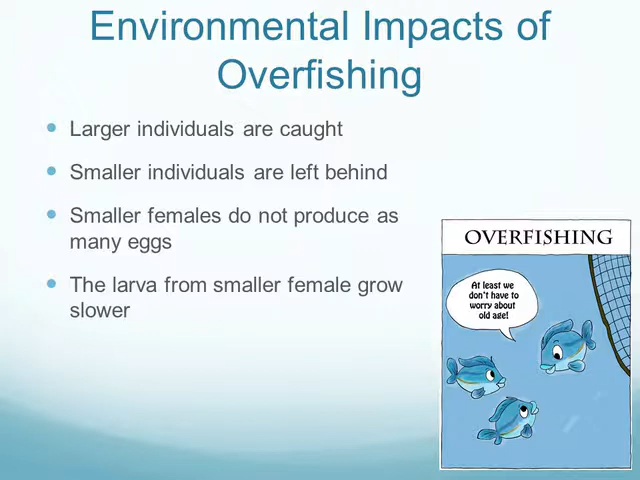 Environmental Impacts of
Overfishing
Larger individuals are caught
Smaller individuals are left behind
Smaller females do not produce as
many eggs
The larva from smaller female grow
slower
OVERFISHING
At least we
don't have to
worry about
old age!